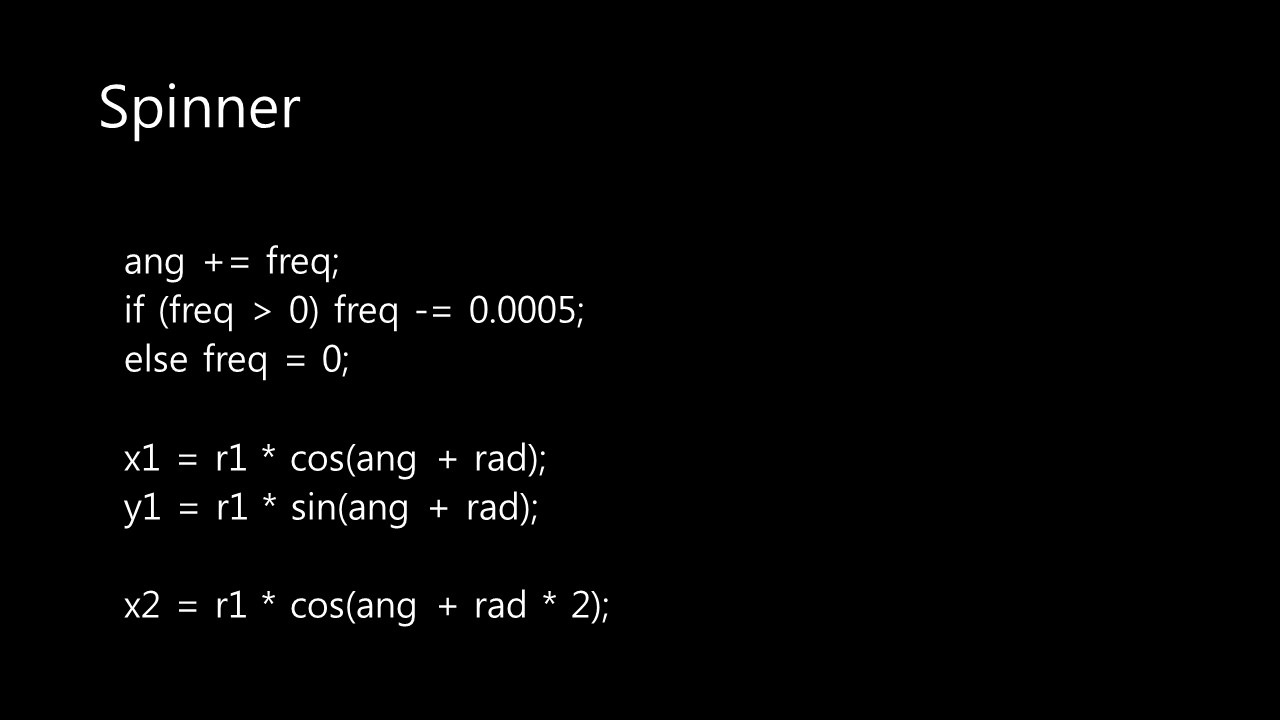 Spinner
ang += freq;
if (freq > 0) freq -= 0.0005;
else freq = 0;
x1 = r1 * cos(ang + rad);
y1 = r1 * sin(ang + rad);
x2 = r1 * cos(ang + rad * 2);